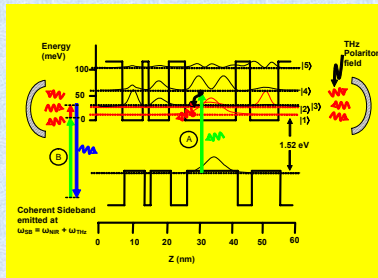 Energy
(meV)
THz
Polariton
field
100
50
0
|5⟩
|4⟩
|3⟩
|2⟩
|1⟩
A
B
1.52 eV
Coherent Sideband
emitted at
ωSB = ωNIR + ωTHz
0 10 20 30 40 50 60
Z (nm)